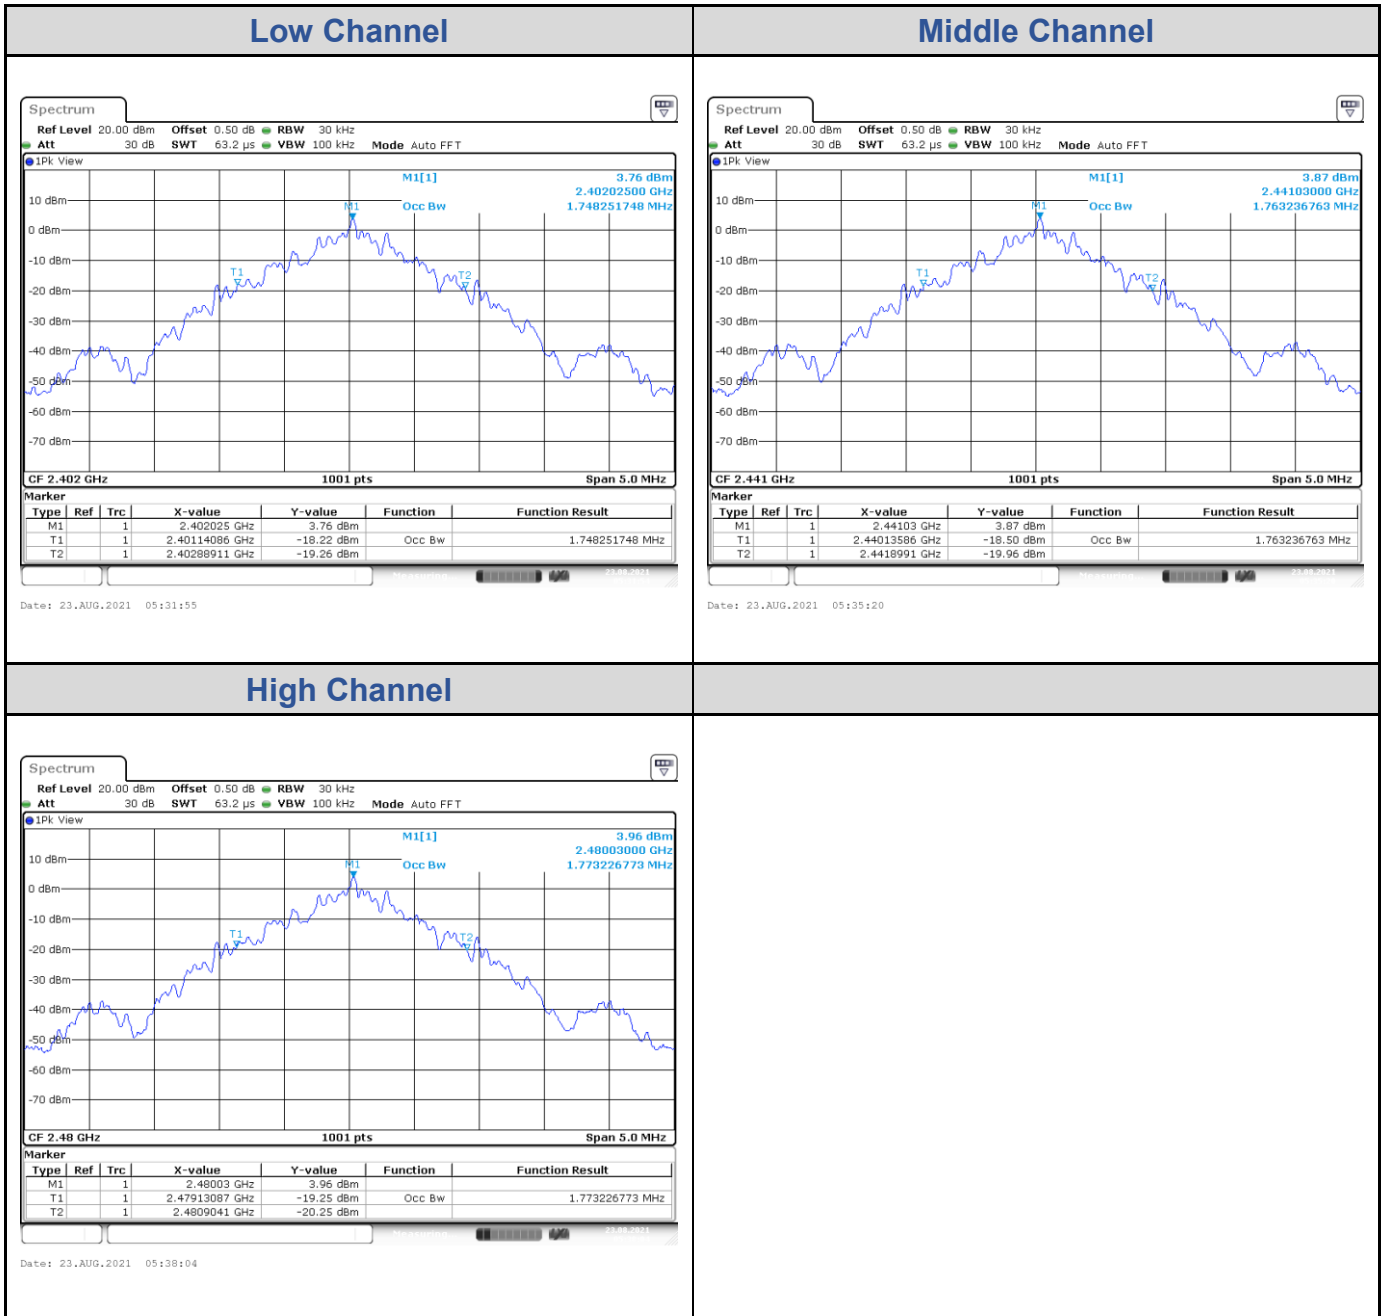 Low Channel
Middle Channel
Spectrum
Ref Level 20.00 dBm Offset 0.50 dB RBW 30 kHz
Att 30 dB SWT 63.2 µs VBW 100 kHz Mode Auto FFT
1Pk View
M1[1] 3.76 dBm
2.40202500 GHz
Occ Bw 1.748251748 MHz
10 dBm
M1
0 dBm
-10 dBm
T1
T2
-20 dBm
-30 dBm
-40 dBm
-50 dBm
-60 dBm
-70 dBm
CF 2.402 GHz 1001 pts Span 5.0 MHz
Marker
Type Ref Trc X-value Y-value Function Function Result
M1 1 2.402025 GHz 3.76 dBm
T1 1 2.40114086 GHz -18.22 dBm Occ Bw 1.748251748 MHz
T2 1 2.40288911 GHz -19.26 dBm
Measuring 23.08.2021
Date: 23.AUG.2021 05:31:55
Spectrum
Ref Level 20.00 dBm Offset 0.50 dB RBW 30 kHz
Att 30 dB SWT 63.2 µs VBW 100 kHz Mode Auto FFT
1Pk View
M1[1] 3.87 dBm
2.44103000 GHz
Occ Bw 1.763236763 MHz
10 dBm
M1
0 dBm
-10 dBm
T1
T2
-20 dBm
-30 dBm
-40 dBm
-50 dBm
-60 dBm
-70 dBm
CF 2.441 GHz 1001 pts Span 5.0 MHz
Marker
Type Ref Trc X-value Y-value Function Function Result
M1 1 2.44103 GHz 3.87 dBm
T1 1 2.44013586 GHz -18.50 dBm Occ Bw 1.763236763 MHz
T2 1 2.4418991 GHz -19.96 dBm
Measuring 23.08.2021
Date: 23.AUG.2021 05:35:20
High Channel
Spectrum
Ref Level 20.00 dBm Offset 0.50 dB RBW 30 kHz
Att 30 dB SWT 63.2 µs VBW 100 kHz Mode Auto FFT
1Pk View
M1[1] 3.96 dBm
2.48003000 GHz
Occ Bw 1.773226773 MHz
10 dBm
M1
0 dBm
-10 dBm
T1
T2
-20 dBm
-30 dBm
-40 dBm
-50 dBm
-60 dBm
-70 dBm
CF 2.48 GHz 1001 pts Span 5.0 MHz
Marker
Type Ref Trc X-value Y-value Function Function Result
M1 1 2.48003 GHz 3.96 dBm
T1 1 2.47913087 GHz -19.25 dBm Occ Bw 1.773226773 MHz
T2 1 2.4809041 GHz -20.25 dBm
Measuring 23.08.2021
Date: 23.AUG.2021 05:38:04